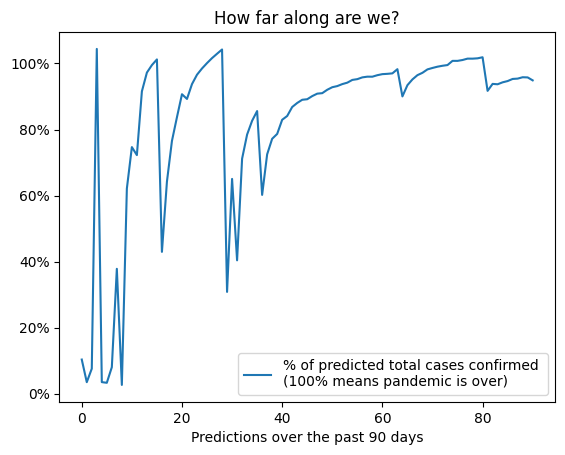 How far along are we?
100%
80%
60%
40%
20%
0%
% of predicted total cases confirmed
(100% means pandemic is over)
0 20 40 60 80
Predictions over the past 90 days